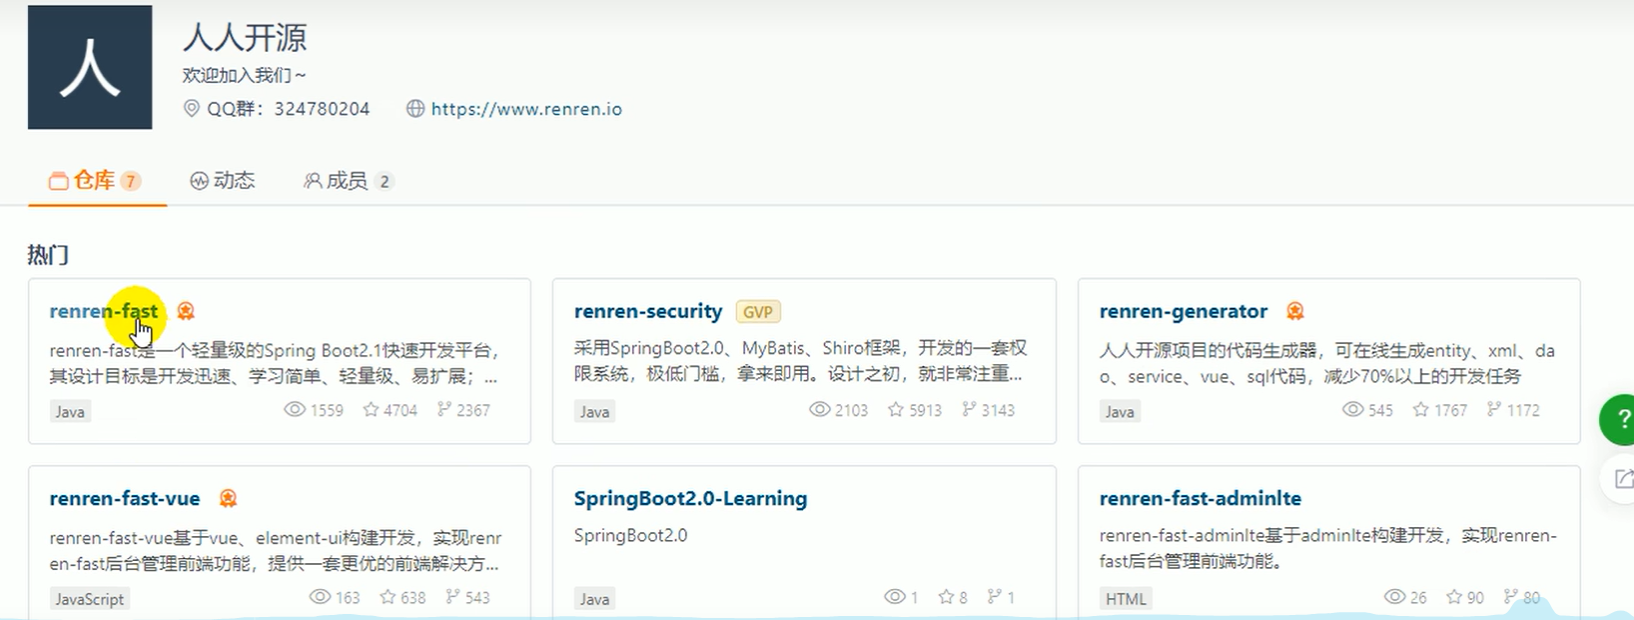 人
人人开源
欢迎加入我们～
QQ群：324780204 https://www.renren.io
仓库 7 动态 成员 2
热门
renren-fast
renren-fast是一个轻量级的Spring Boot2.1快速开发平台，
其设计目标是开发迅速、学习简单、轻量级、易扩展；...
Java 1559 4704 2367
renren-security GVP
采用SpringBoot2.0、MyBatis、Shiro框架，开发的一套权
限系统，极低门槛，拿来即用。设计之初，就非常注重...
Java 2103 5913 3143
renren-generator
人人开源项目的代码生成器，可在线生成entity、xml、da
o、service、vue、sql代码，减少70%以上的开发任务
Java 545 1767 1172
renren-fast-vue
renren-fast-vue基于vue、element-ui构建开发，实现renr
en-fast后台管理前端功能，提供一套更优的前端解决方...
JavaScript 163 638 543
SpringBoot2.0-Learning
SpringBoot2.0
Java 1 8 1
renren-fast-adminlte
renren-fast-adminlte基于adminlte构建开发，实现renren-
fast后台管理前端功能。
HTML 26 90 80
?